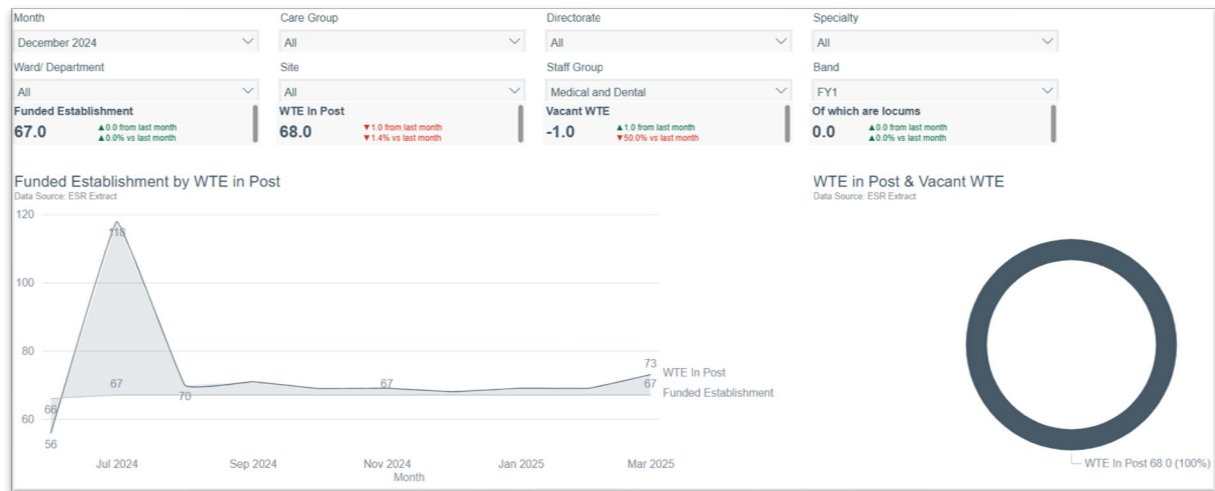 Month
Care Group
Directorate
Specialty
December 2024
All
All
All
Ward/ Department
Site
Staff Group
Band
All
All
Medical and Dental
FY1
Funded Establishment
67.0
▲0.0 from last month
▲0.0% vs last month
WTE In Post
68.0
▼1.0 from last month
▼1.4% vs last month
Vacant WTE
-1.0
▲1.0 from last month
▼50.0% vs last month
Of which are locums
0.0
▲0.0 from last month
▲0.0% vs last month
Funded Establishment by WTE in Post
Data Source: ESR Extract
120
100
80
60
118
67
66
56
70
67
73
67
WTE In Post
Funded Establishment
Jul 2024
Sep 2024
Nov 2024
Jan 2025
Mar 2025
Month
WTE in Post & Vacant WTE
Data Source: ESR Extract
WTE In Post 68.0 (100%)